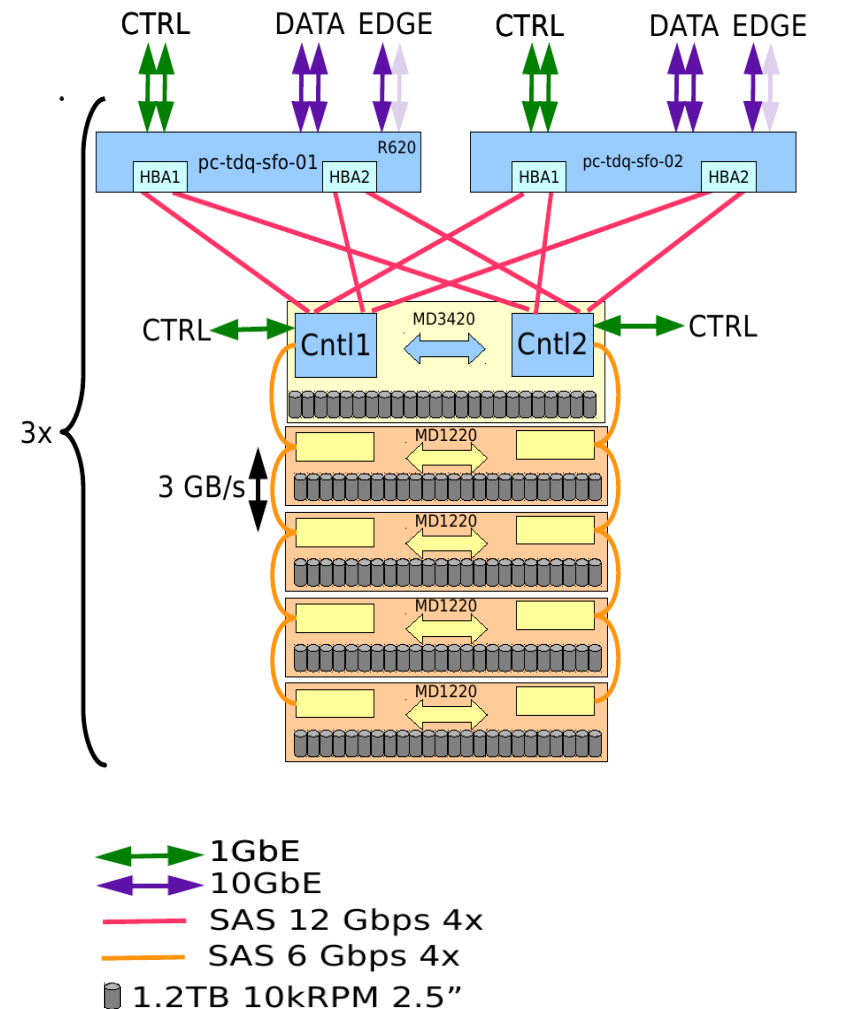 CTRL DATA EDGE CTRL DATA EDGE
pc-tdq-sfo-01 R620 pc-tdq-sfo-02
HBA1 HBA2 HBA1 HBA2
MD3420
CTRL Cntl1 Cntl2 CTRL
MD1220
3x
3 GB/s
MD1220
MD1220
MD1220
1GbE
10GbE
SAS 12 Gbps 4x
SAS 6 Gbps 4x
1.2TB 10kRPM 2.5”